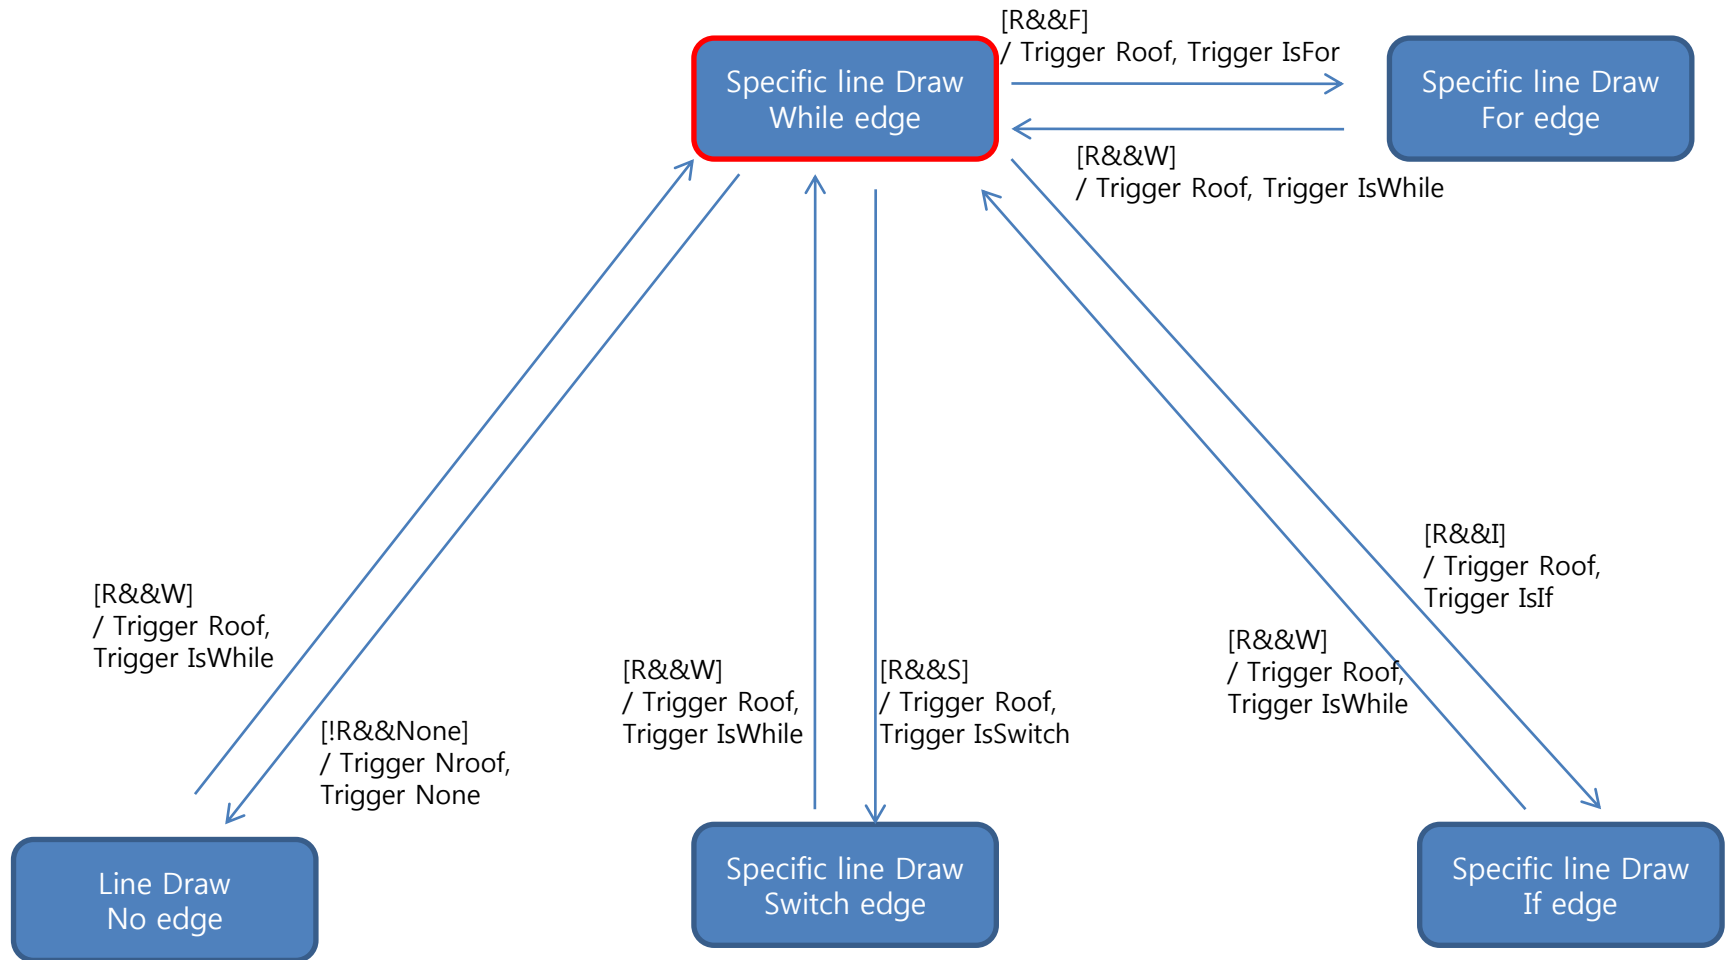 [R&&F]
/ Trigger Roof, Trigger IsFor
Specific line Draw
While edge
Specific line Draw
For edge
[R&&W]
/ Trigger Roof, Trigger IsWhile
[R&&I]
/ Trigger Roof,
Trigger IsIf
[R&&W]
/ Trigger Roof,
Trigger IsWhile
[R&&W]
/ Trigger Roof,
Trigger IsWhile
[R&&S]
/ Trigger Roof,
Trigger IsSwitch
[R&&W]
/ Trigger Roof,
Trigger IsWhile
[!R&&None]
/ Trigger Nroof,
Trigger None
Line Draw
No edge
Specific line Draw
Switch edge
Specific line Draw
If edge